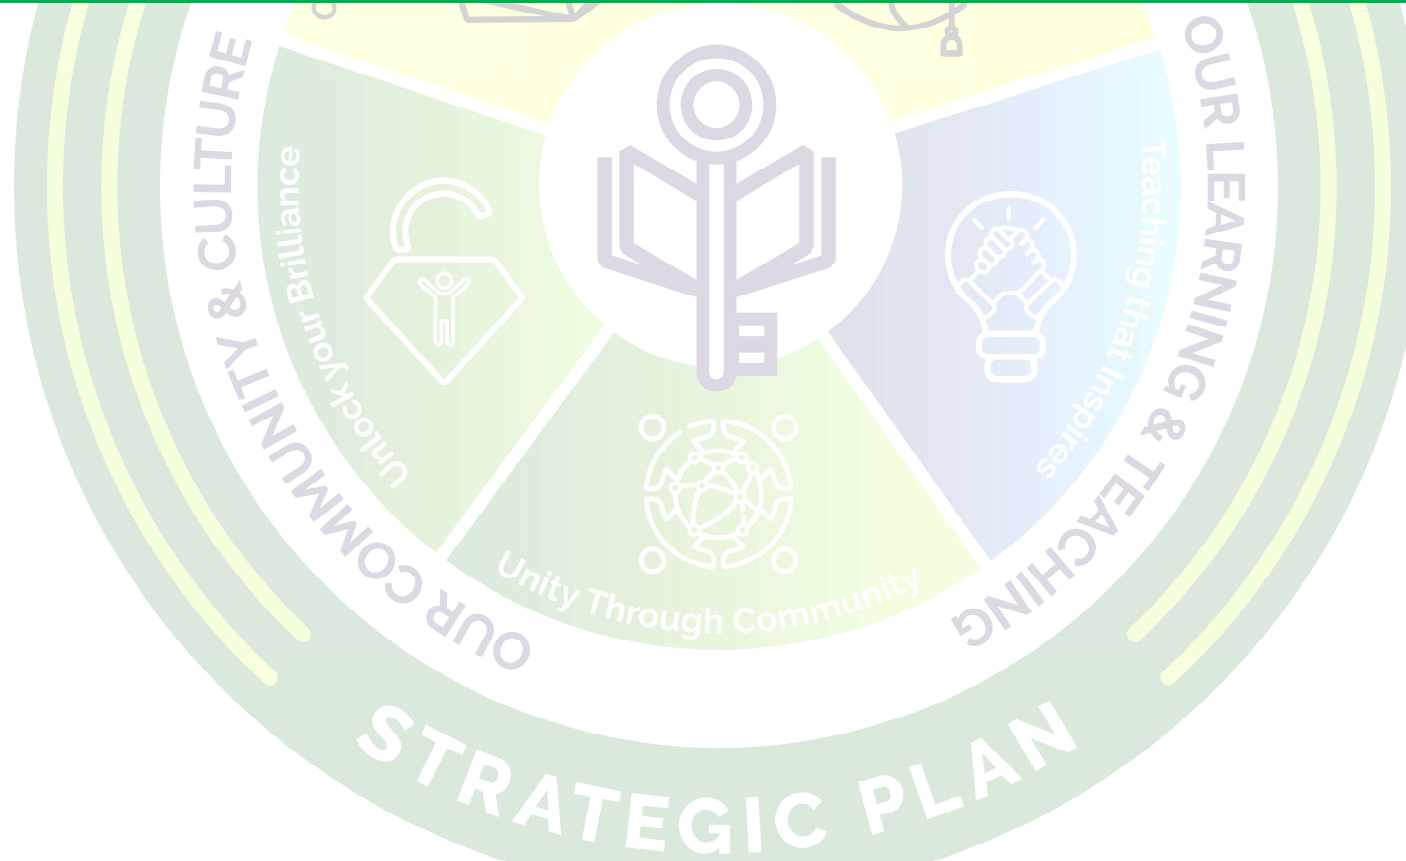 OUR COMMUNITY & CULTURE
OUR LEARNING & TEACHING
Unlock your Brilliance
Teaching that Inspires
Unity Through Community
STRATEGIC PLAN